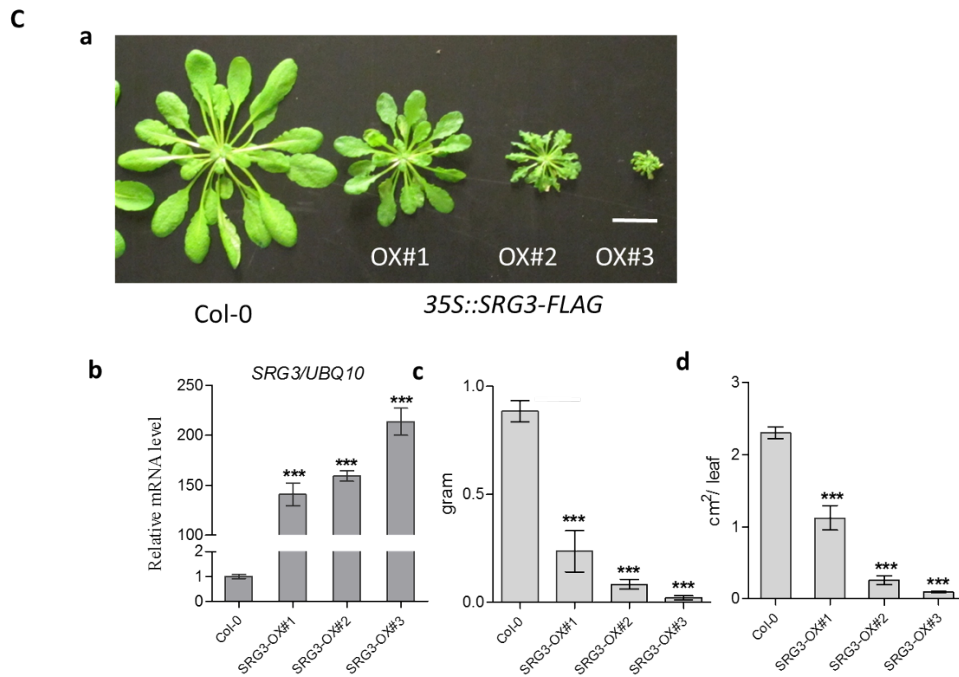 C
a
OX#1 OX#2 OX#3
Col-0 35S::SRG3-FLAG
b
SRG3/UBQ10
Relative mRNA level
250
200
150
100
2
1
0
***
***
***
Col-0
SRG3-OX#1
SRG3-OX#2
SRG3-OX#3
c
gram
1.0
0.5
0.0
***
***
***
Col-0
SRG3-OX#1
SRG3-OX#2
SRG3-OX#3
d
cm²/ leaf
3
2
1
0
***
***
***
Col-0
SRG3-OX#1
SRG3-OX#2
SRG3-OX#3